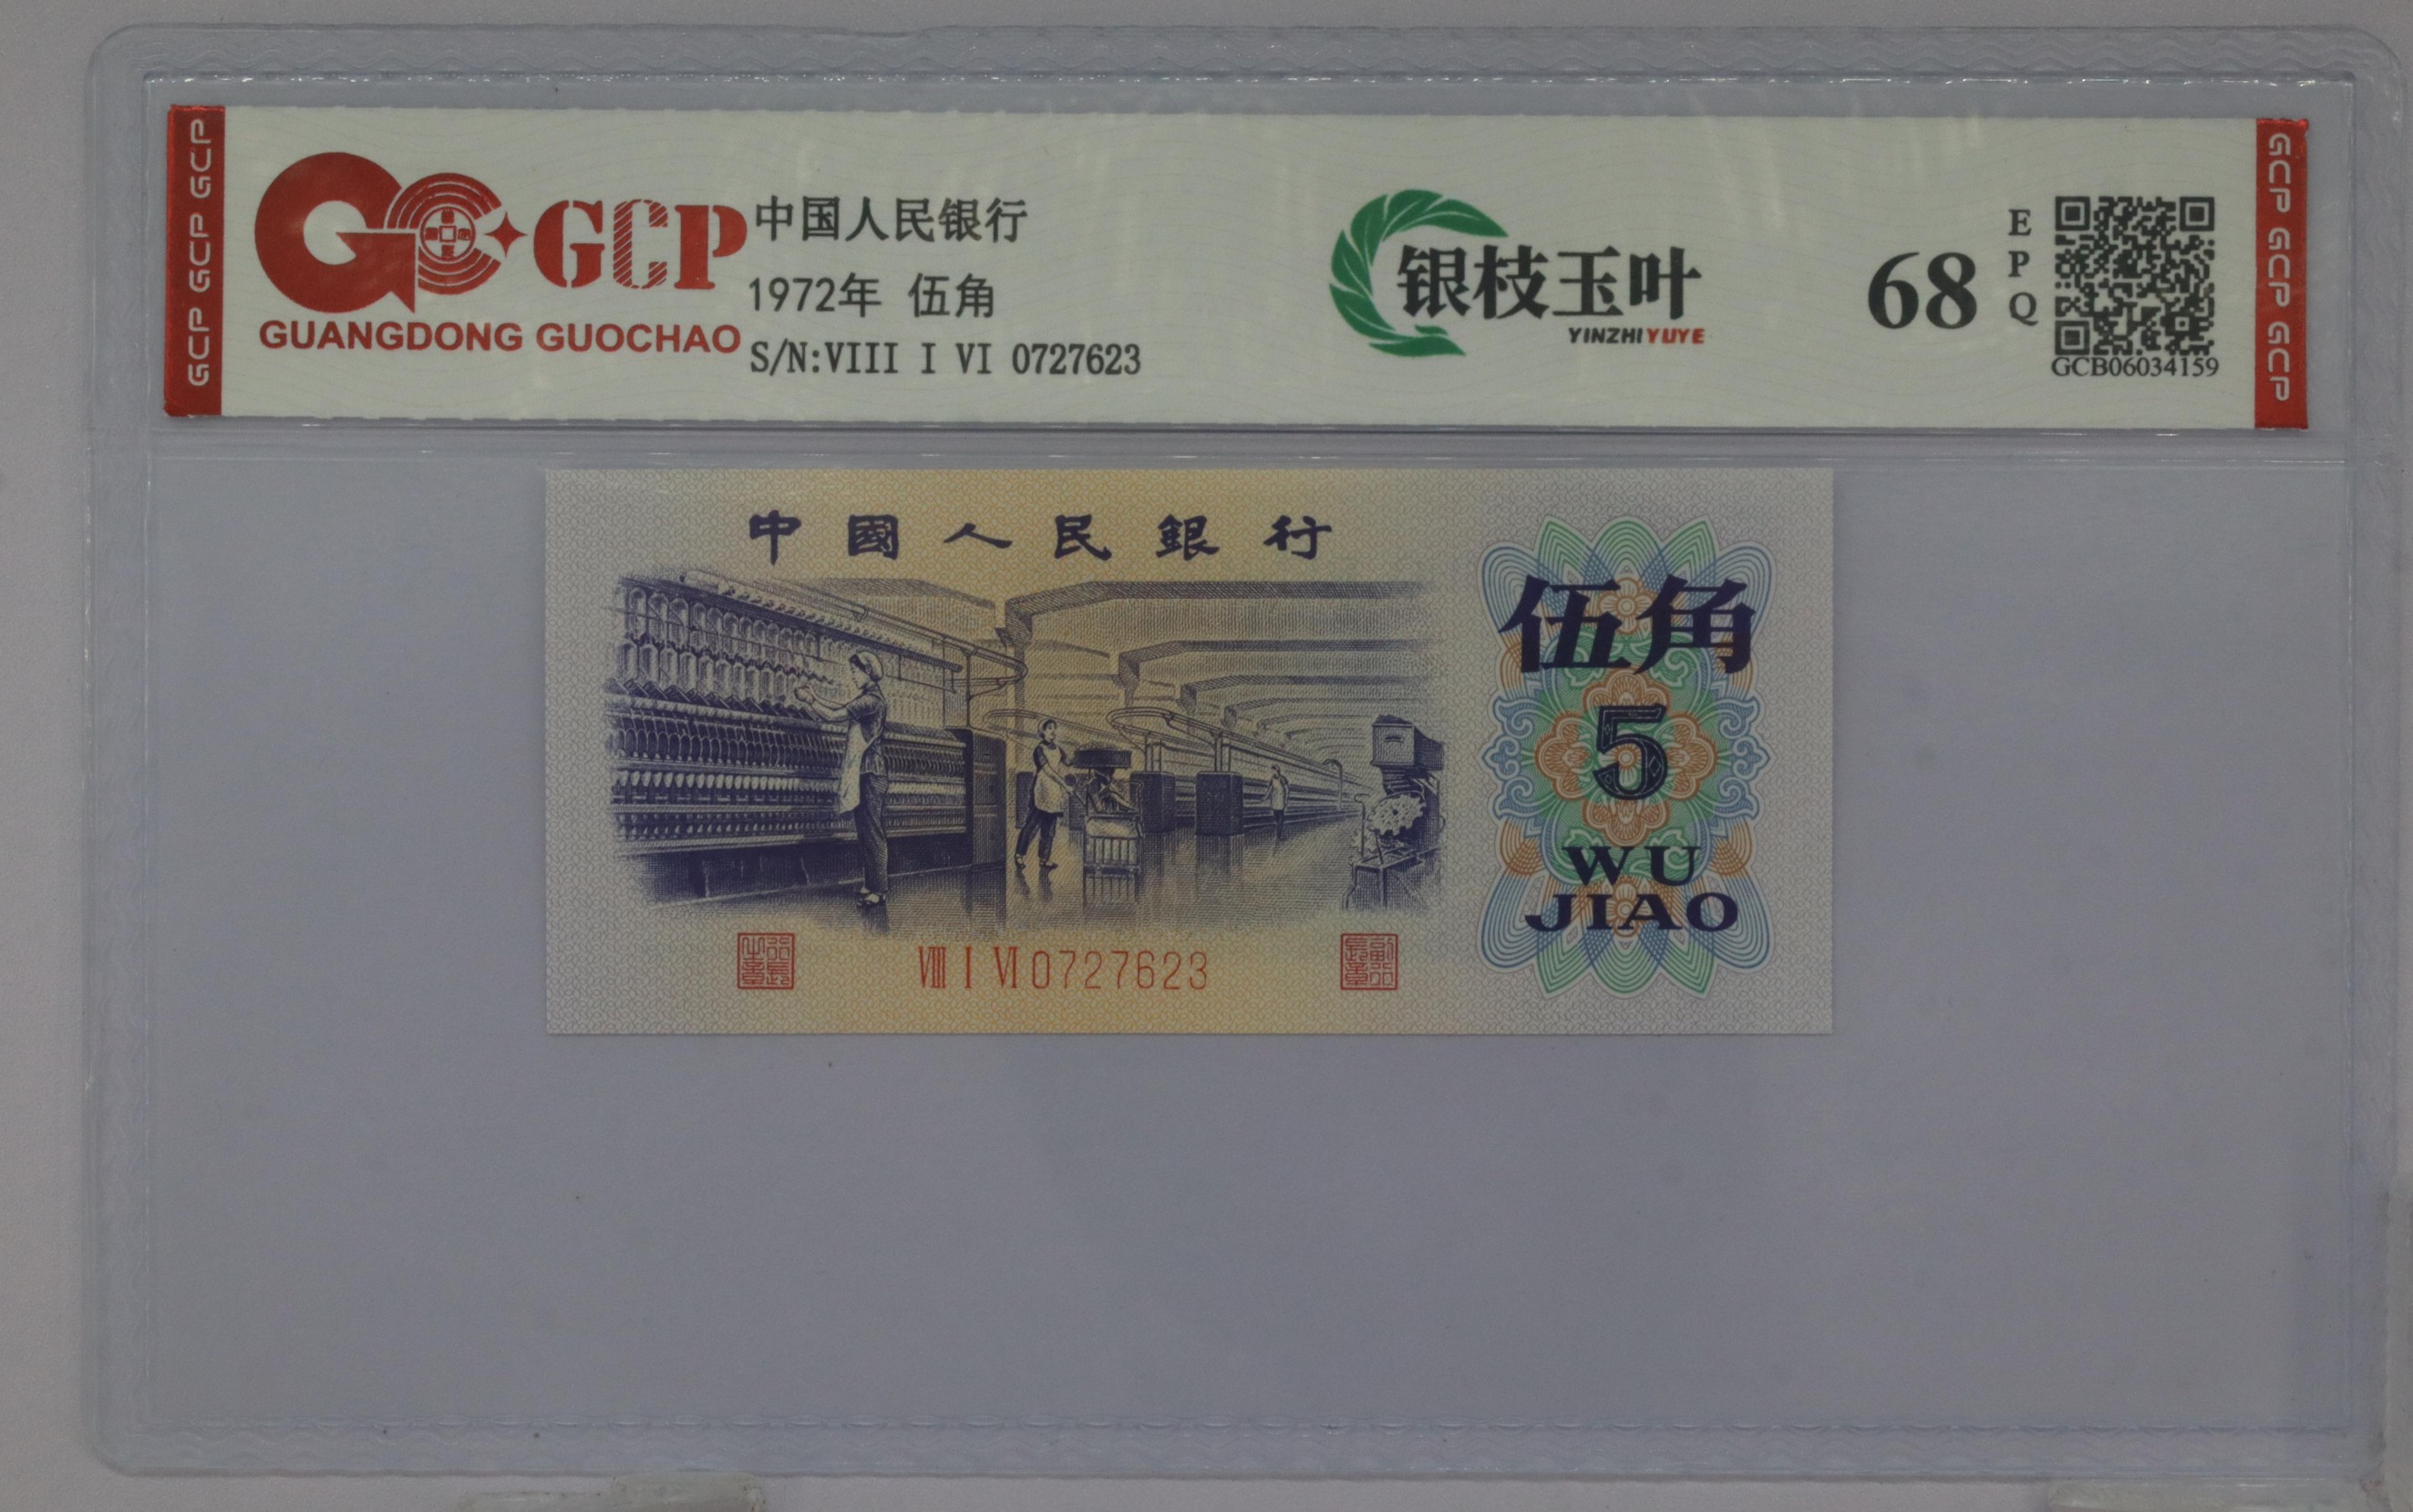 GCP GCP GCP
GCP
GUANGDONG GUOCHAO
中国人民银行
1972年 伍角
S/N:VIII I VI 0727623
银枝玉叶
YINZHIYUYE
68
EPQ
GCB06034159
GCP GCP GCP
中國人民銀行
伍角
5
WU
JIAO
VIII I VI 0727623